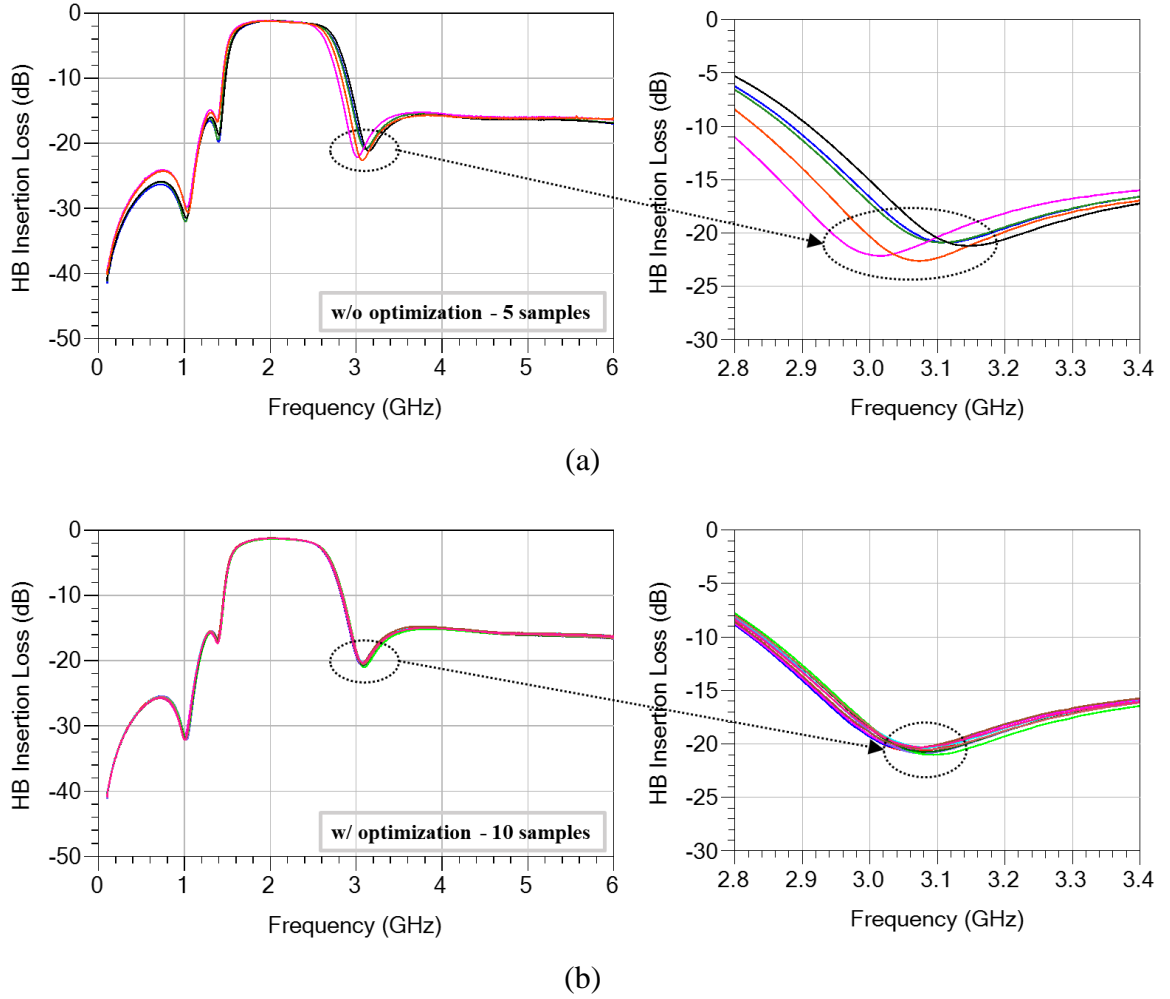 HB Insertion Loss (dB)
0
-10
-20
-30
-40
-50
w/o optimization - 5 samples
0 1 2 3 4 5 6
Frequency (GHz)
HB Insertion Loss (dB)
0
-5
-10
-15
-20
-25
-30
2.8 2.9 3.0 3.1 3.2 3.3 3.4
Frequency (GHz)
(a)
HB Insertion Loss (dB)
0
-10
-20
-30
-40
-50
w/ optimization - 10 samples
0 1 2 3 4 5 6
Frequency (GHz)
HB Insertion Loss (dB)
0
-5
-10
-15
-20
-25
-30
2.8 2.9 3.0 3.1 3.2 3.3 3.4
Frequency (GHz)
(b)